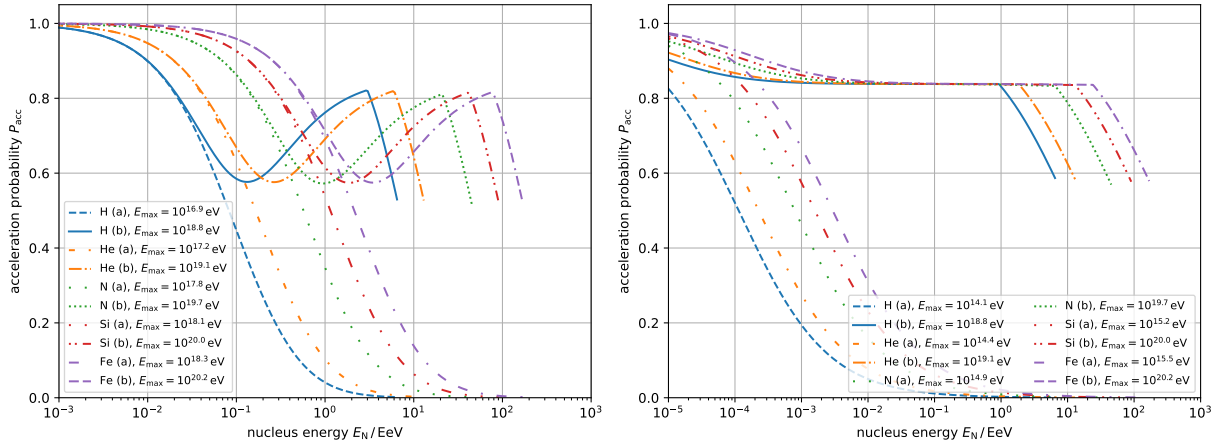 acceleration probability P_acc
1.0
0.8
0.6
0.4
0.2
0.0
H (a), E_max = 10^16.9 eV
H (b), E_max = 10^18.8 eV
He (a), E_max = 10^17.2 eV
He (b), E_max = 10^19.1 eV
N (a), E_max = 10^17.8 eV
N (b), E_max = 10^19.7 eV
Si (a), E_max = 10^18.1 eV
Si (b), E_max = 10^20.0 eV
Fe (a), E_max = 10^18.3 eV
Fe (b), E_max = 10^20.2 eV
10^−3 10^−2 10^−1 10^0 10^1 10^2 10^3
nucleus energy E_N / EeV
acceleration probability P_acc
1.0
0.8
0.6
0.4
0.2
0.0
H (a), E_max = 10^14.1 eV
H (b), E_max = 10^18.8 eV
He (a), E_max = 10^14.4 eV
He (b), E_max = 10^19.1 eV
N (a), E_max = 10^14.9 eV
N (b), E_max = 10^19.7 eV
Si (a), E_max = 10^15.2 eV
Si (b), E_max = 10^20.0 eV
Fe (a), E_max = 10^15.5 eV
Fe (b), E_max = 10^20.2 eV
10^−5 10^−4 10^−3 10^−2 10^−1 10^0 10^1 10^2 10^3
nucleus energy E_N / EeV